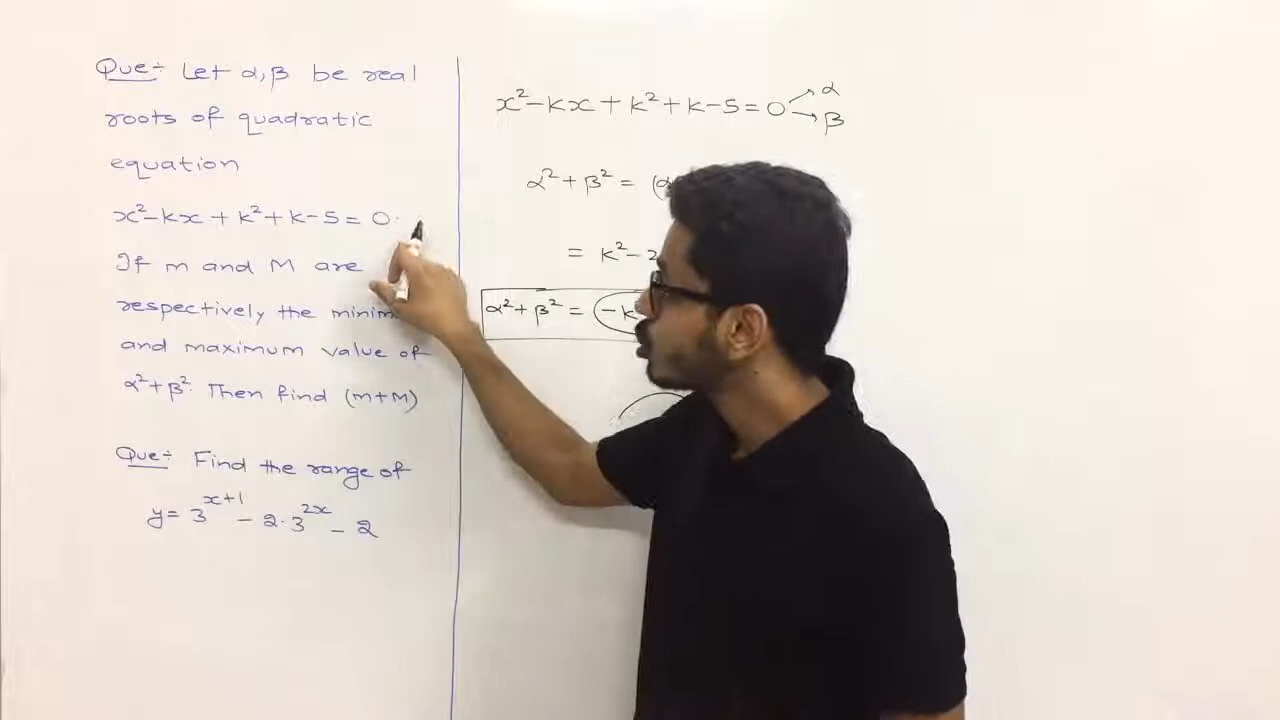 Que÷ Let α,β be real
roots of quadratic
equation
x²-kx+k²+k-5=0.
If m and M are
respectively the
and maximum value of
α²+β². Then find (m+M)
Que÷ Find the range of
y=3^{x+1}-2·3^{2x}-2
x²-kx+k²+k-5=0 → α
→ β
α²+β² = (α
= k²-2
α²+β² = -k